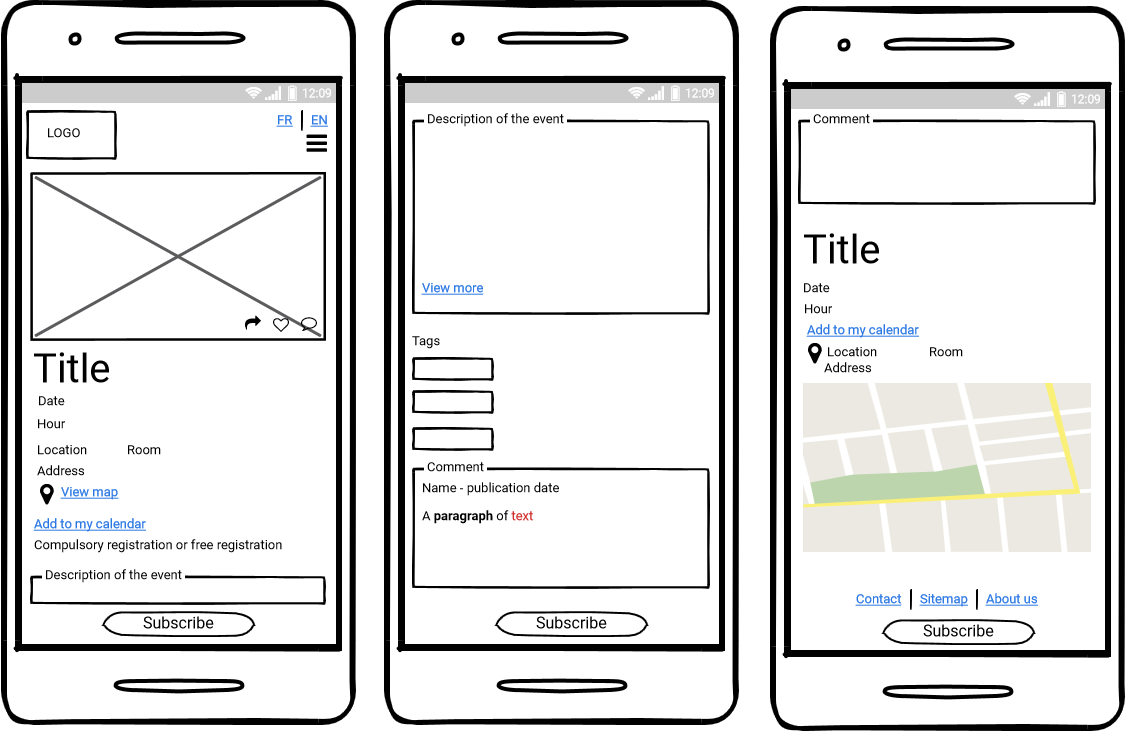 12:09
LOGO
FR | EN
Title
Date
Hour
Location Room
Address
View map
Add to my calendar
Compulsory registration or free registration
Description of the event
Subscribe
12:09
Description of the event
View more
Tags
Comment
Name - publication date
A paragraph of text
Subscribe
12:09
Comment
Title
Date
Hour
Add to my calendar
Location Room
Address
Contact | Sitemap | About us
Subscribe